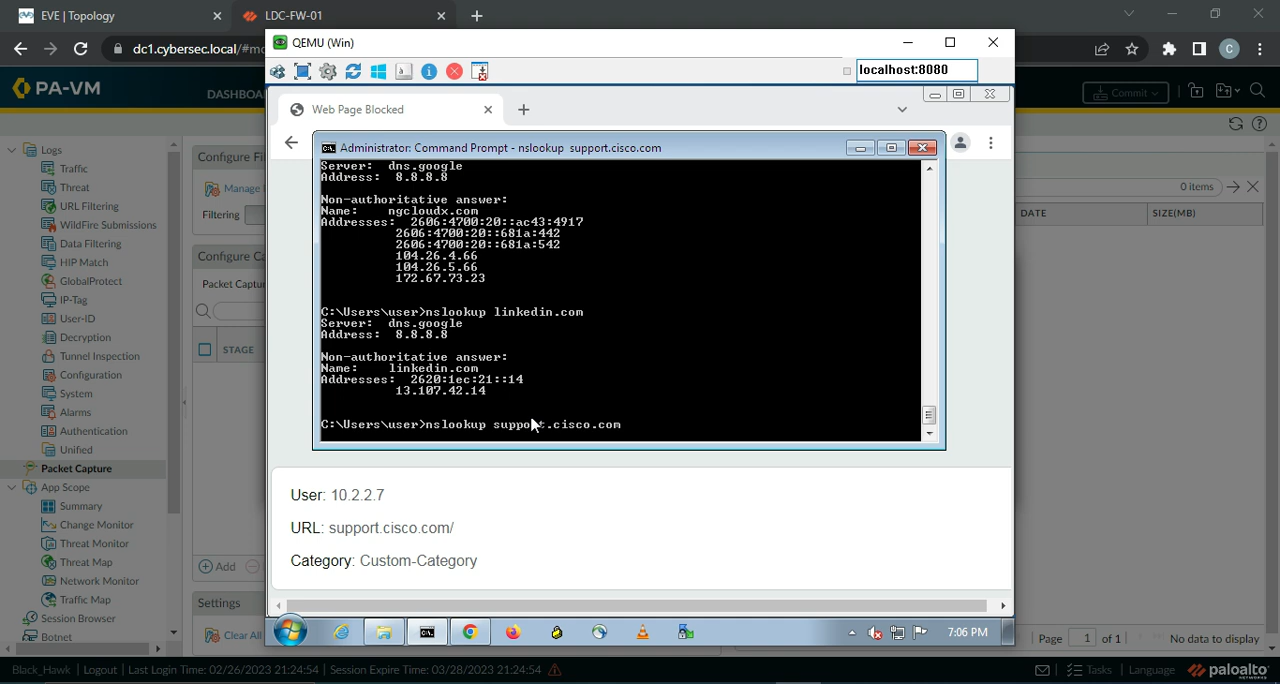 EVE | Topology
LDC-FW-01
dc1.cybersec.local/#mo
QEMU (Win)
localhost:8080
PA-VM
DASHBOA
Commit
Web Page Blocked
Administrator: Command Prompt - nslookup support.cisco.com
Server: dns.google
Address: 8.8.8.8
Non-authoritative answer:
Name: ngcloudx.com
Addresses: 2606:4700:20::ac43:4917
2606:4700:20::681a:442
2606:4700:20::681a:542
104.26.4.66
104.26.5.66
172.67.73.23
C:\Users\user>nslookup linkedin.com
Server: dns.google
Address: 8.8.8.8
Non-authoritative answer:
Name: linkedin.com
Addresses: 2620:1ec:21::14
13.107.42.14
C:\Users\user>nslookup support.cisco.com
User: 10.2.2.7
URL: support.cisco.com/
Category: Custom-Category
7:06 PM
Logs
Traffic
Threat
URL Filtering
WildFire Submissions
Data Filtering
HIP Match
GlobalProtect
IP-Tag
User-ID
Decryption
Tunnel Inspection
Configuration
System
Alarms
Authentication
Unified
Packet Capture
App Scope
Summary
Change Monitor
Threat Monitor
Threat Map
Network Monitor
Traffic Map
Session Browser
Botnet
Configure Fi
Manage
Filtering
Configure Ca
Packet Captu
STAGE
Add
Settings
Clear All
0 items
DATE
SIZE(MB)
Page 1 of 1
No data to display
Black_Hawk | Logout | Last Login Time: 02/26/2023 21:24:54 | Session Expire Time: 03/28/2023 21:24:54
Tasks | Language
paloalto
NETWORKS